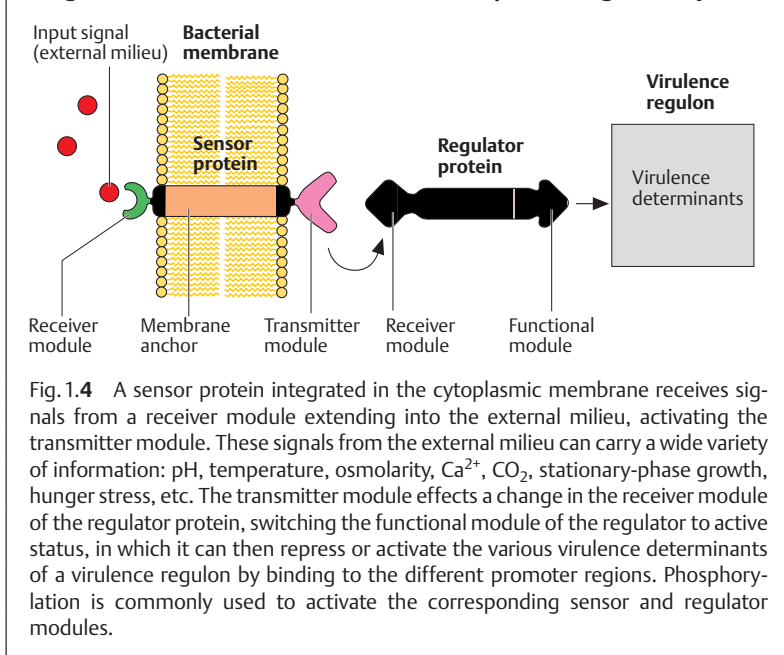 Input signal
(external milieu)
Bacterial
membrane
Virulence
regulon
Sensor
protein
Regulator
protein
Virulence
determinants
Receiver
module
Membrane
anchor
Transmitter
module
Receiver
module
Functional
module
Fig. 1.4 A sensor protein integrated in the cytoplasmic membrane receives sig-
nals from a receiver module extending into the external milieu, activating the
transmitter module. These signals from the external milieu can carry a wide variety
of information: pH, temperature, osmolarity, Ca²⁺, CO₂, stationary-phase growth,
hunger stress, etc. The transmitter module effects a change in the receiver module
of the regulator protein, switching the functional module of the regulator to active
status, in which it can then repress or activate the various virulence determinants
of a virulence regulon by binding to the different promoter regions. Phosphory-
lation is commonly used to activate the corresponding sensor and regulator
modules.